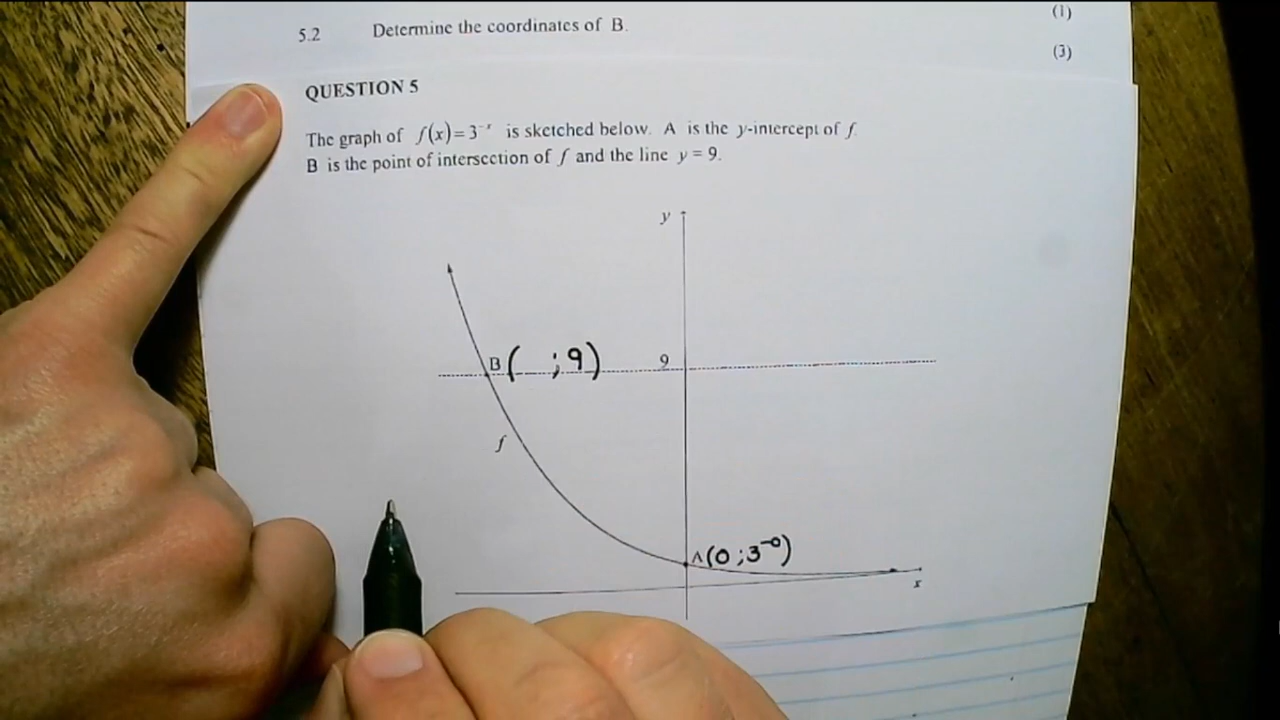 (1)
5.2 Determine the coordinates of B.
(3)
QUESTION 5
The graph of f(x)=3⁻ˣ is sketched below. A is the y-intercept of f.
B is the point of intersection of f and the line y = 9.
y
B( ;9) 9
f
A(0;3⁻⁰)
x